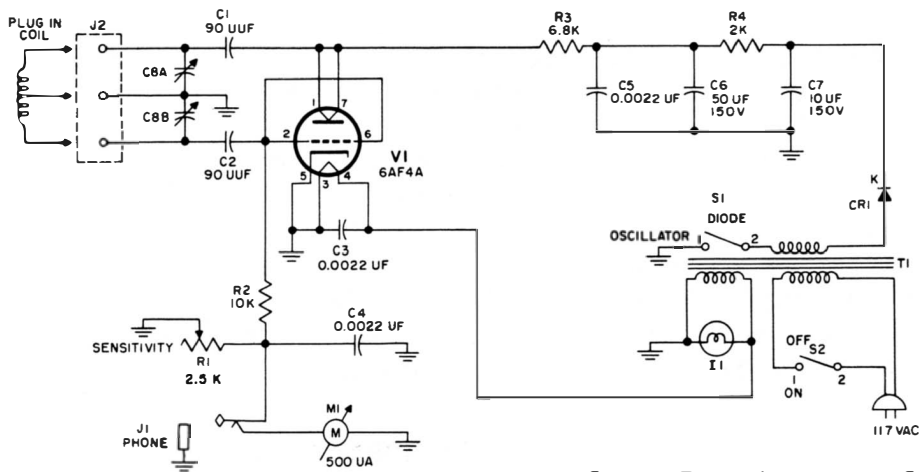 PLUG IN
COIL
J2
C1
90 UUF
C8A
C8B
C2
90 UUF
1
7
2
6
5
3
4
V1
6AF4A
C3
0.0022 UF
R3
6.8K
R4
2K
C5
0.0022 UF
C6
50 UF
150V
C7
10 UF
150V
K
CR1
S1
DIODE
OSCILLATOR
1
2
T1
R2
10K
C4
0.0022 UF
SENSITIVITY
R1
2.5 K
I1
OFF
S2
1
2
ON
117 VAC
J1
PHONE
M1
M
500 UA